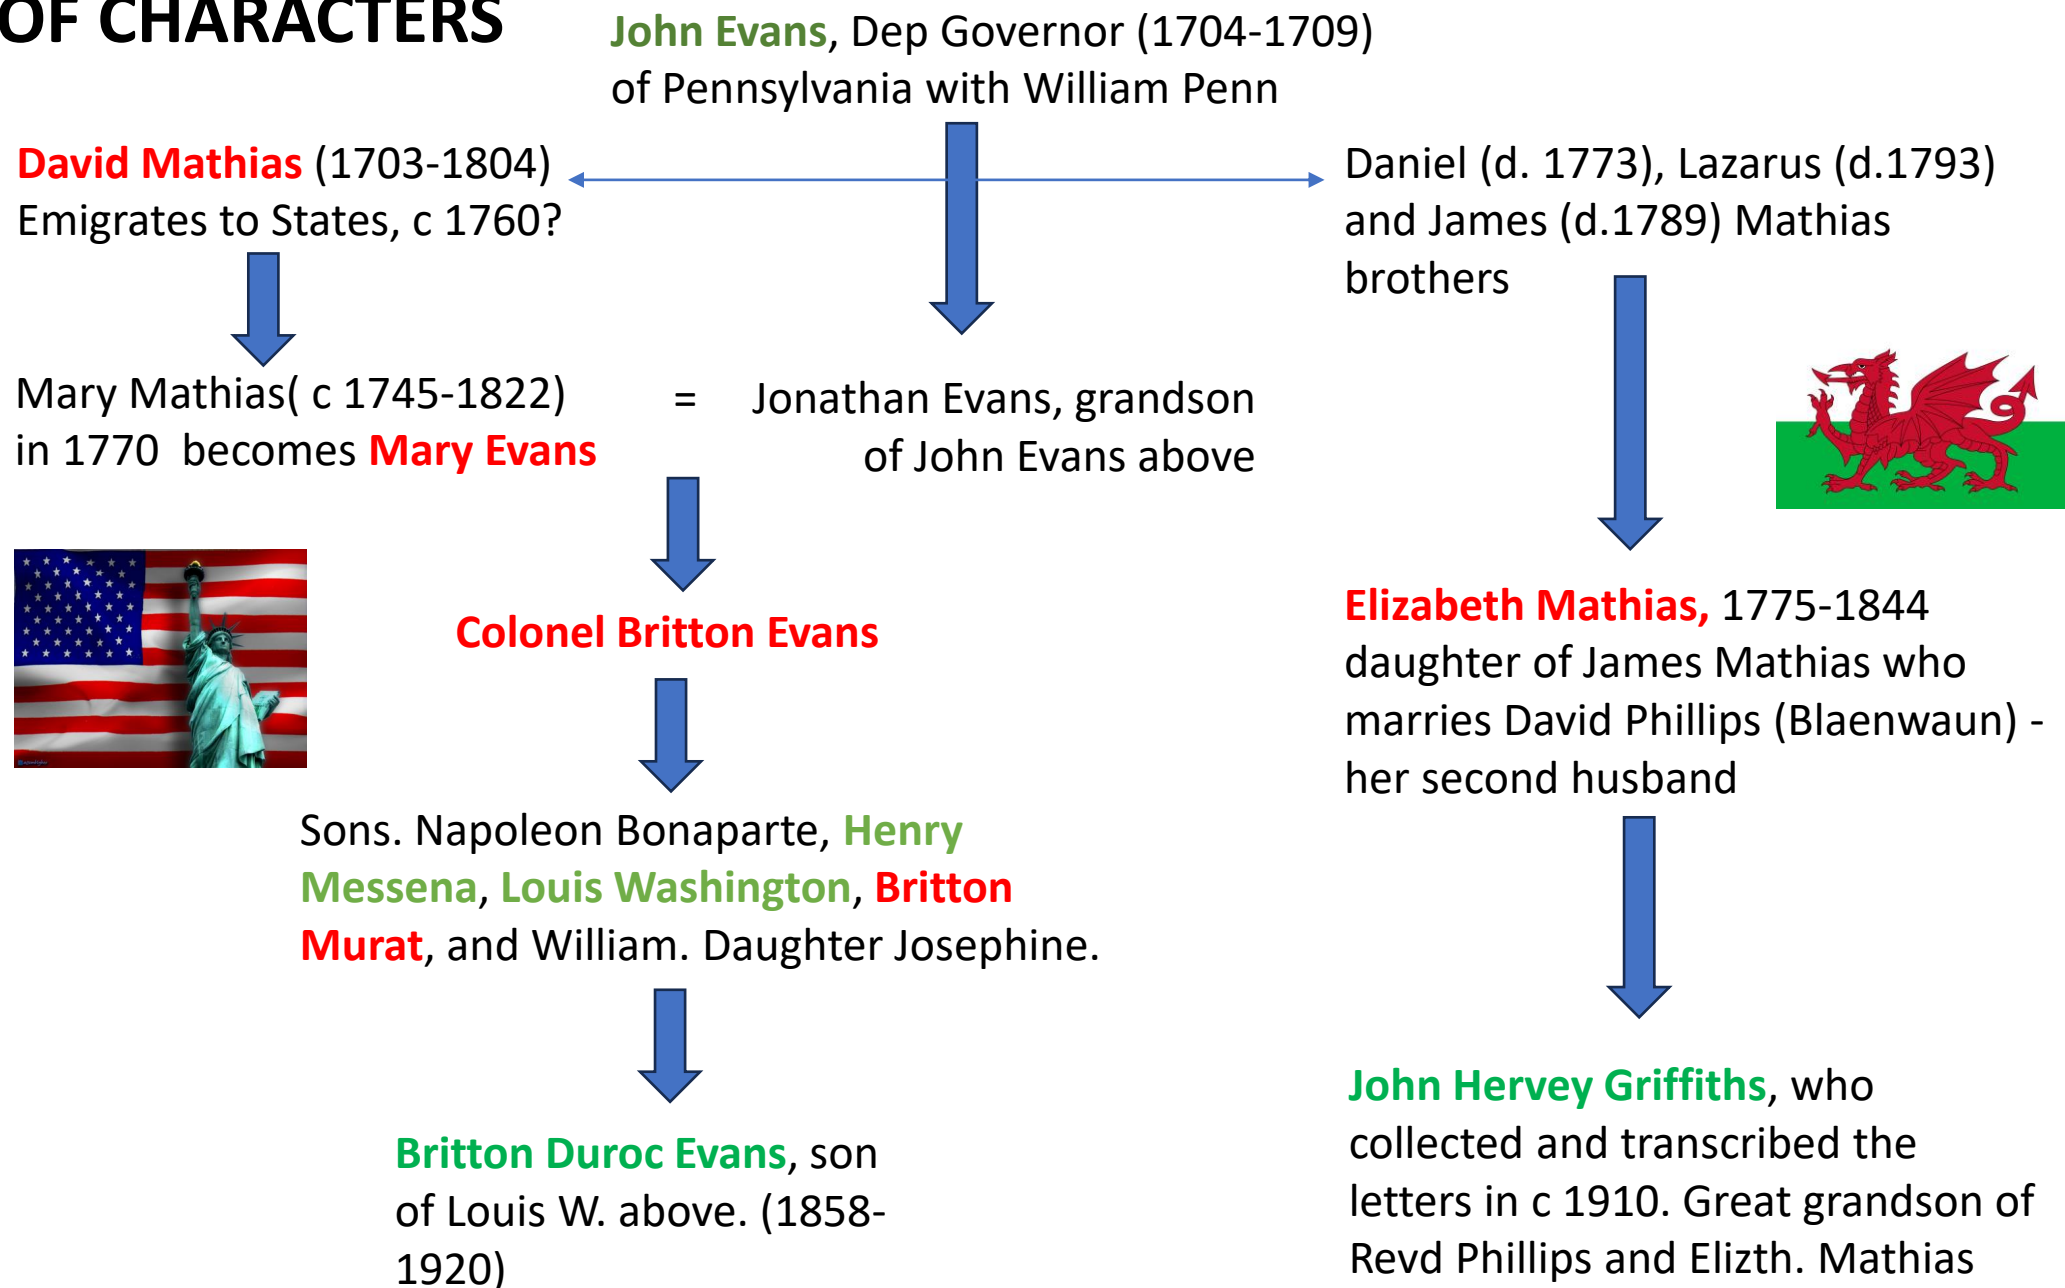 OF CHARACTERS
John Evans, Dep Governor (1704-1709)
of Pennsylvania with William Penn
David Mathias (1703-1804)
Emigrates to States, c 1760?
Daniel (d. 1773), Lazarus (d.1793)
and James (d.1789) Mathias
brothers
Mary Mathias( c 1745-1822)
in 1770  becomes Mary Evans
=
Jonathan Evans, grandson
of John Evans above
Colonel Britton Evans
Elizabeth Mathias, 1775-1844
daughter of James Mathias who
marries David Phillips (Blaenwaun) -
her second husband
Sons. Napoleon Bonaparte, Henry
Messena, Louis Washington, Britton
Murat, and William. Daughter Josephine.
Britton Duroc Evans, son
of Louis W. above. (1858-
1920)
John Hervey Griffiths, who
collected and transcribed the
letters in c 1910. Great grandson of
Revd Phillips and Elizth. Mathias